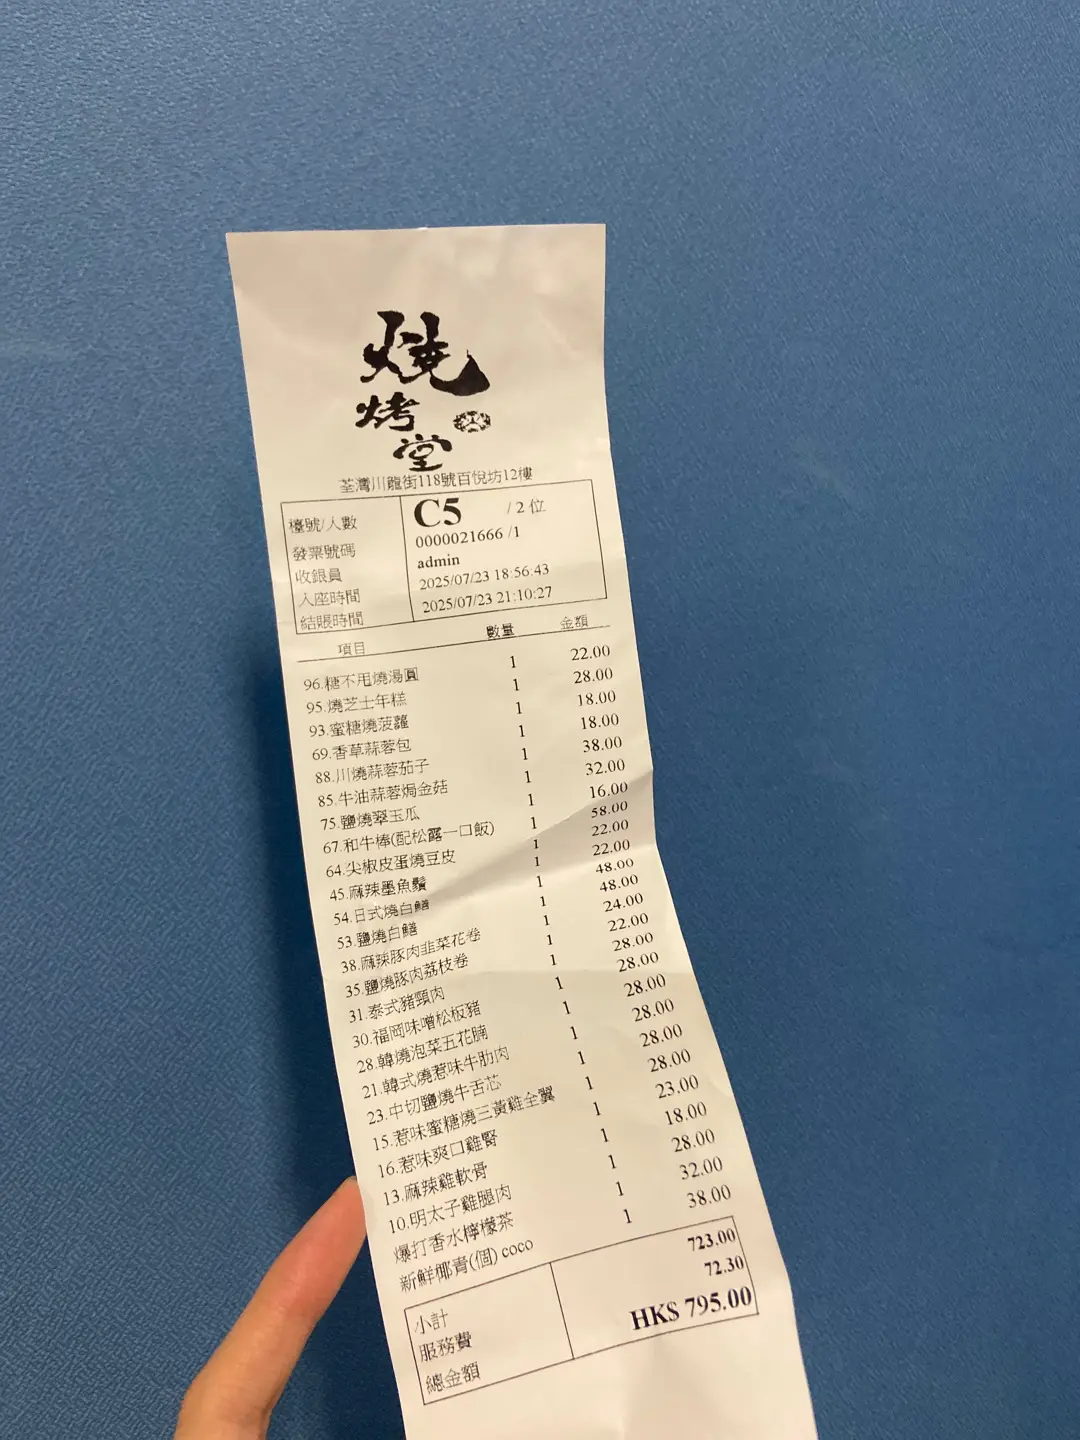 燒
烤
堂
荃灣川龍街118號百悅坊12樓
檯號/人數 C5 / 2 位
發票號碼 0000021666 /1
收銀員 admin
入座時間 2025/07/23 18:56:43
結賬時間 2025/07/23 21:10:27
項目 數量 金額
96.糖不甩燒湯圓 1 22.00
95.燒芝士年糕 1 28.00
93.蜜糖燒菠蘿 1 18.00
69.香草蒜蓉包 1 18.00
88.川燒蒜蓉茄子 1 38.00
85.牛油蒜蓉焗金菇 1 32.00
75.鹽燒翠玉瓜 1 16.00
67.和牛棒(配松露一口飯) 1 58.00
64.尖椒皮蛋燒豆皮 1 22.00
45.麻辣墨魚鬚 1 22.00
54.日式燒白鱔 1 48.00
53.鹽燒白鱔 1 48.00
38.麻辣豚肉韭菜花卷 1 24.00
35.鹽燒豚肉荔枝卷 1 22.00
31.泰式豬頸肉 1 28.00
30.福岡味噌松板豬 1 28.00
28.韓燒泡菜五花腩 1 28.00
21.韓式燒惹味牛肋肉 1 28.00
23.中切鹽燒牛舌芯 1 28.00
15.惹味蜜糖燒三黃雞全翼 1 28.00
16.惹味爽口雞腎 1 23.00
13.麻辣雞軟骨 1 18.00
10.明太子雞腿肉 1 28.00
爆打香水檸檬茶 1 32.00
新鮮椰青(個) coco 1 38.00
小計 723.00
服務費 72.30
總金額 HK$ 795.00